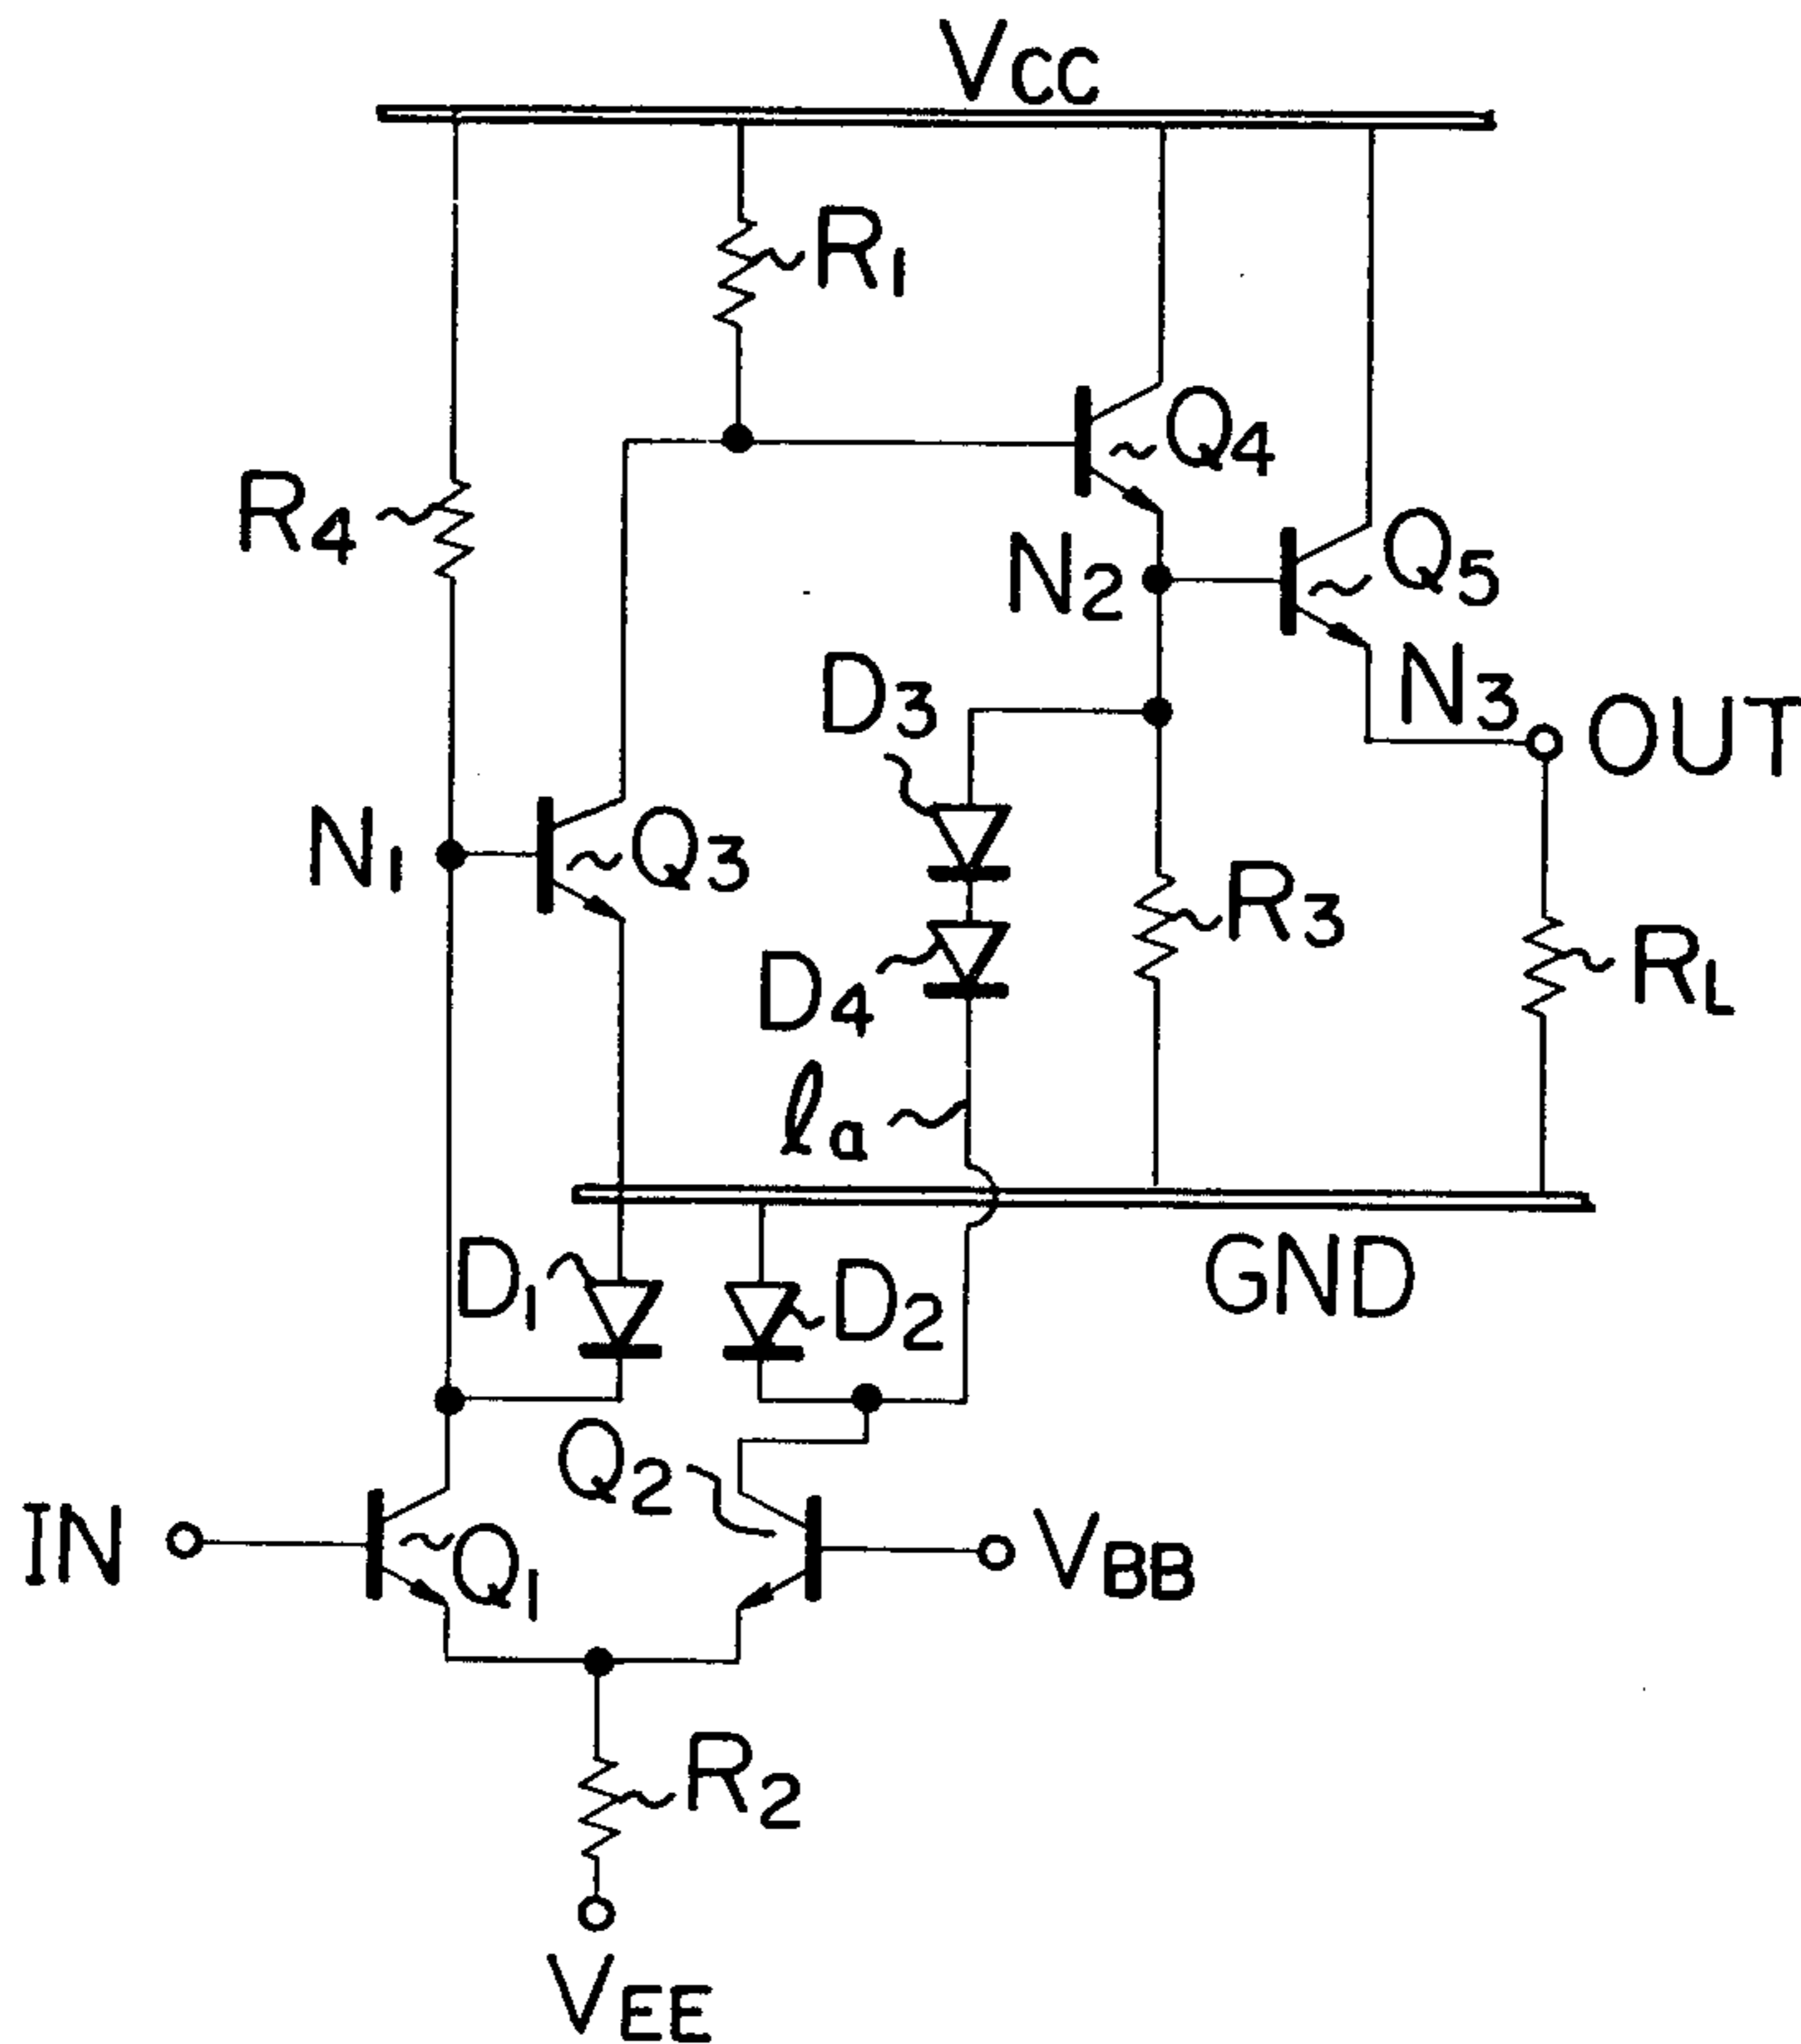 VCC
R1
Q4
R4
Q5
N2
D3
N3
OUT
N1
Q3
R3
D4
RL
la
GND
D1
D2
Q2
IN
Q1
VBB
R2
VEE